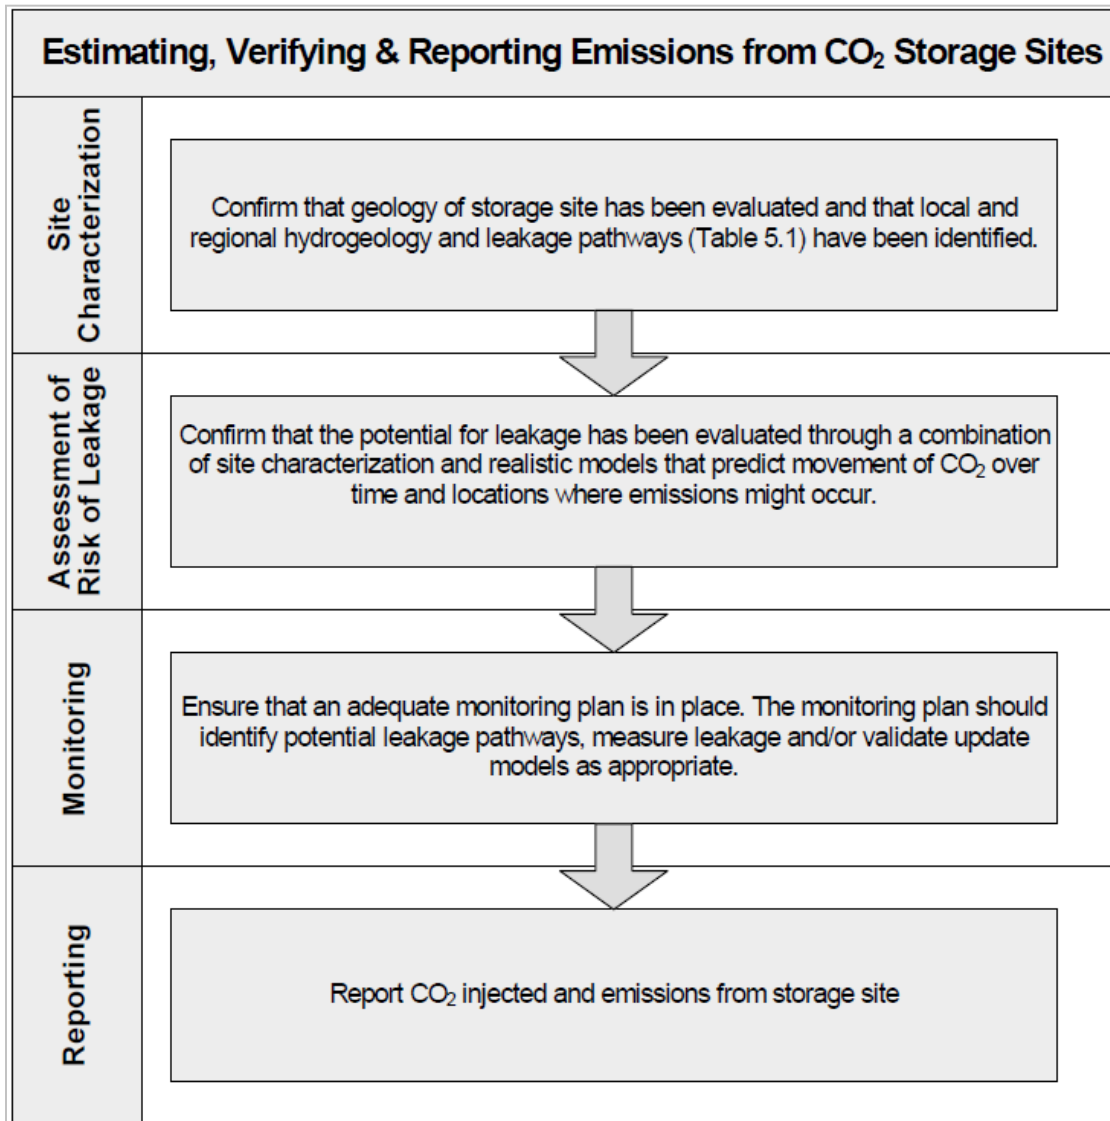 Estimating, Verifying & Reporting Emissions from CO₂ Storage Sites
Site
Characterization
Confirm that geology of storage site has been evaluated and that local and
regional hydrogeology and leakage pathways (Table 5.1) have been identified.
Assessment of
Risk of Leakage
Confirm that the potential for leakage has been evaluated through a combination
of site characterization and realistic models that predict movement of CO₂ over
time and locations where emissions might occur.
Monitoring
Ensure that an adequate monitoring plan is in place. The monitoring plan should
identify potential leakage pathways, measure leakage and/or validate update
models as appropriate.
Reporting
Report CO₂ injected and emissions from storage site